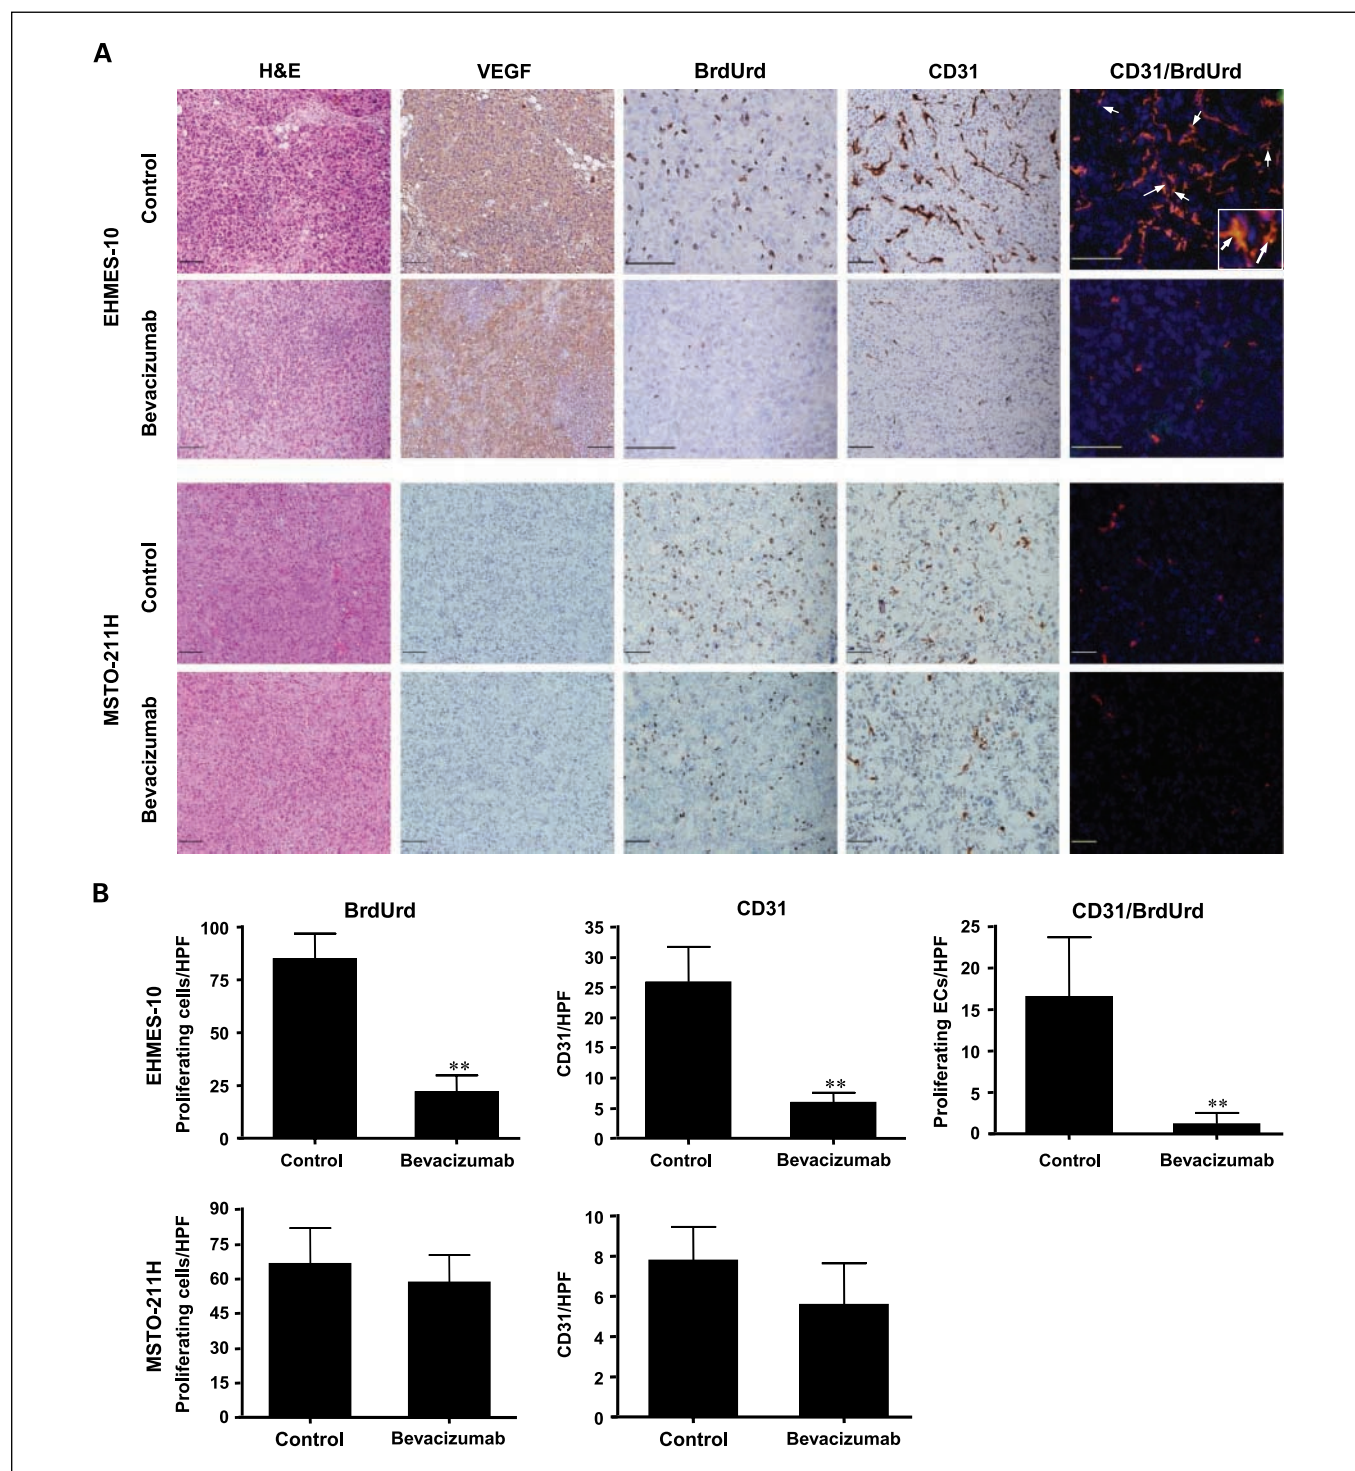 A
H&E VEGF BrdUrd CD31 CD31/BrdUrd
EHMES-10
Control
Bevacizumab
MSTO-211H
Control
Bevacizumab
B
BrdUrd
EHMES-10
Proliferating cells/HPF
100
75
50
25
0
**
Control Bevacizumab
CD31
CD31/HPF
35
30
25
20
15
10
5
0
**
Control Bevacizumab
CD31/BrdUrd
Proliferating ECs/HPF
25
20
15
10
5
0
**
Control Bevacizumab
MSTO-211H
Proliferating cells/HPF
90
75
60
45
30
15
0
Control Bevacizumab
CD31/HPF
10
8
6
4
2
0
Control Bevacizumab